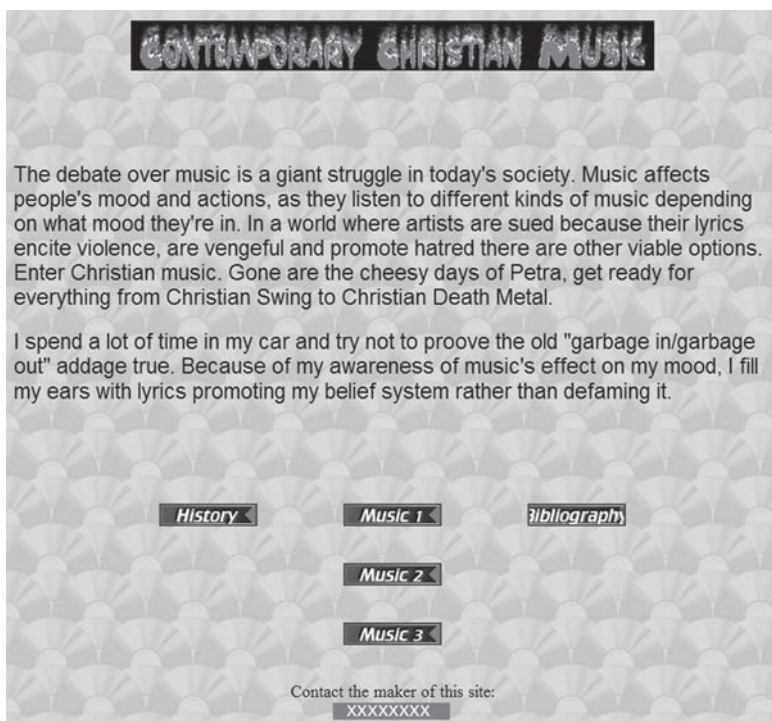 CONTEMPORARY CHRISTIAN MUSIC
The debate over music is a giant struggle in today's society. Music affects
people's mood and actions, as they listen to different kinds of music depending
on what mood they're in. In a world where artists are sued because their lyrics
encite violence, are vengeful and promote hatred there are other viable options.
Enter Christian music. Gone are the cheesy days of Petra, get ready for
everything from Christian Swing to Christian Death Metal.
I spend a lot of time in my car and try not to proove the old "garbage in/garbage
out" addage true. Because of my awareness of music's effect on my mood, I fill
my ears with lyrics promoting my belief system rather than defaming it.
History Music 1 Bibliography
Music 2
Music 3
Contact the maker of this site:
XXXXXXXX